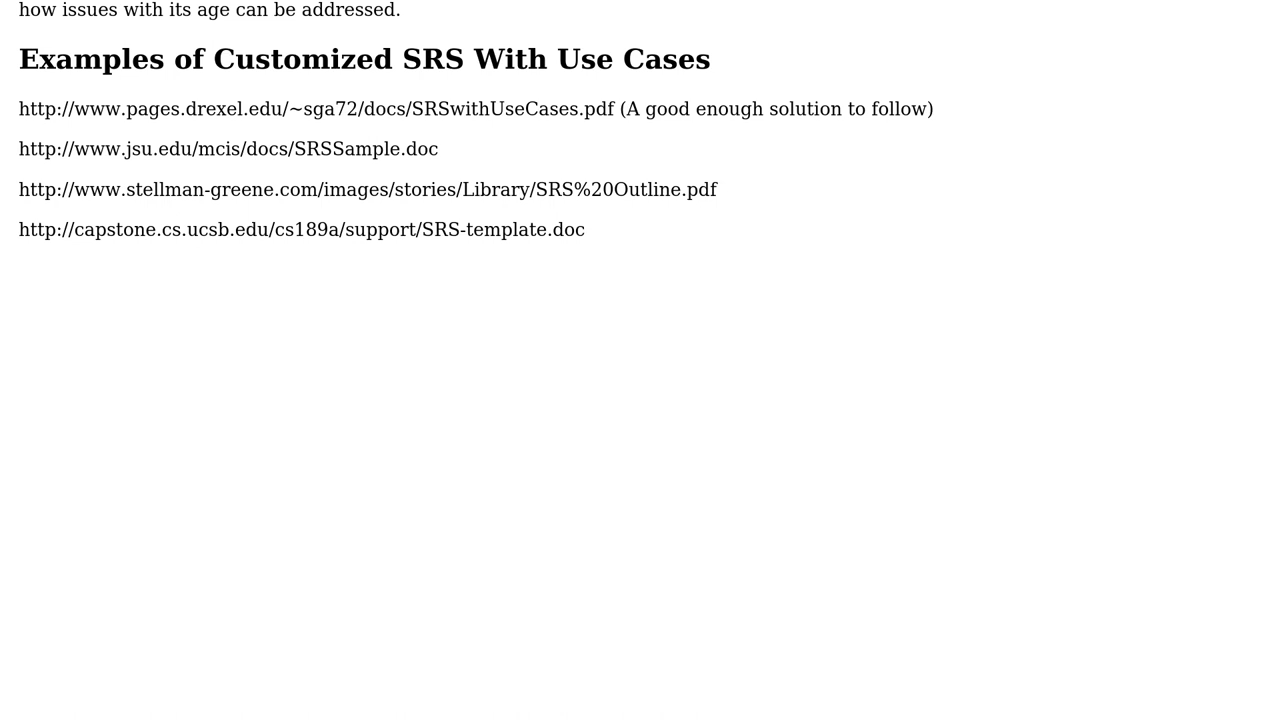 how issues with its age can be addressed.
Examples of Customized SRS With Use Cases
http://www.pages.drexel.edu/~sga72/docs/SRSwithUseCases.pdf (A good enough solution to follow)
http://www.jsu.edu/mcis/docs/SRSSample.doc
http://www.stellman-greene.com/images/stories/Library/SRS%20Outline.pdf
http://capstone.cs.ucsb.edu/cs189a/support/SRS-template.doc